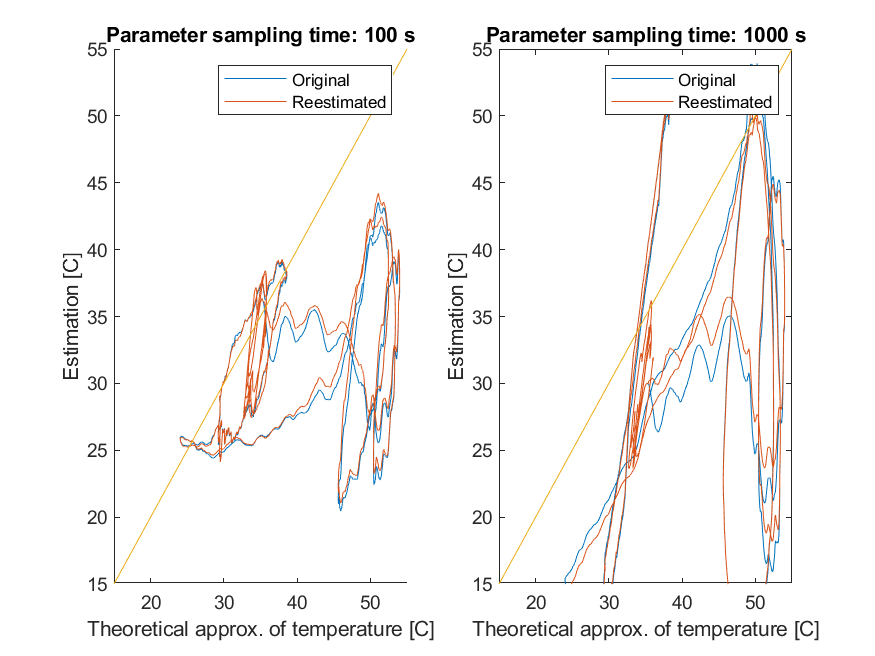 Parameter sampling time: 100 s
55
50
45
40
35
30
25
20
15
Estimation [C]
Original
Reestimated
20 30 40 50
Theoretical approx. of temperature [C]
Parameter sampling time: 1000 s
55
50
45
40
35
30
25
20
15
Estimation [C]
Original
Reestimated
20 30 40 50
Theoretical approx. of temperature [C]